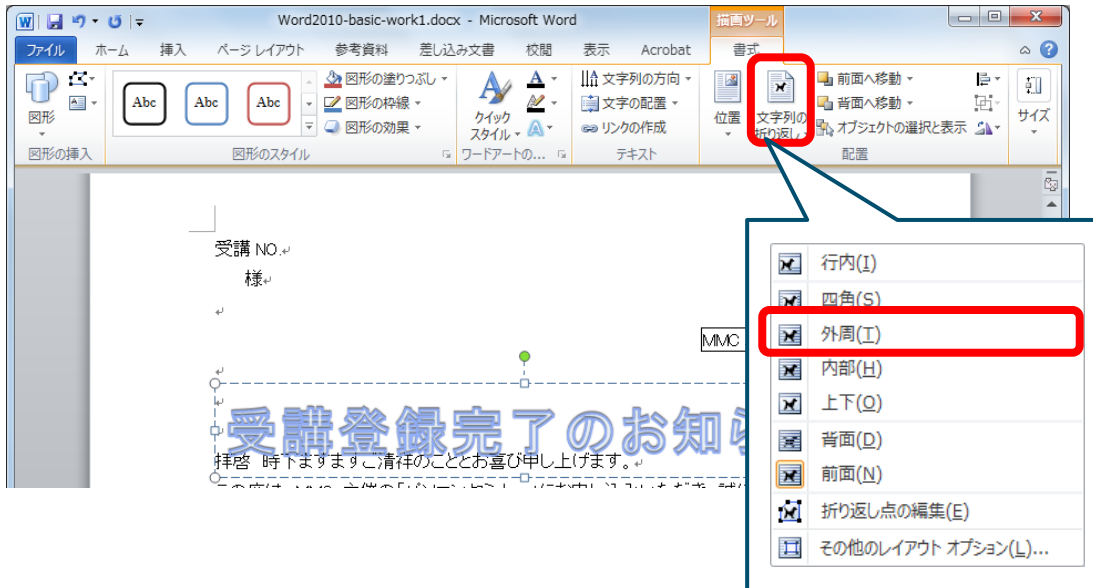 Word2010-basic-work1.docx - Microsoft Word
描画ツール
ファイル ホーム 挿入 ページ レイアウト 参考資料 差し込み文書 校閲 表示 Acrobat 書式
図形
図形の挿入
Abc Abc Abc
図形の塗りつぶし
図形の枠線
図形の効果
図形のスタイル
クイック
スタイル
ワードアートの...
文字列の方向
文字の配置
リンクの作成
テキスト
位置
文字列の
折り返し
前面へ移動
背面へ移動
オブジェクトの選択と表示
配置
サイズ
受講 NO.
様
MMC
受講登録完了のお知ら
拝啓 時下ますますご清祥のこととお喜び申し上げます。
行内(I)
四角(S)
外周(T)
内部(H)
上下(O)
背面(D)
前面(N)
折り返し点の編集(E)
その他のレイアウト オプション(L)...